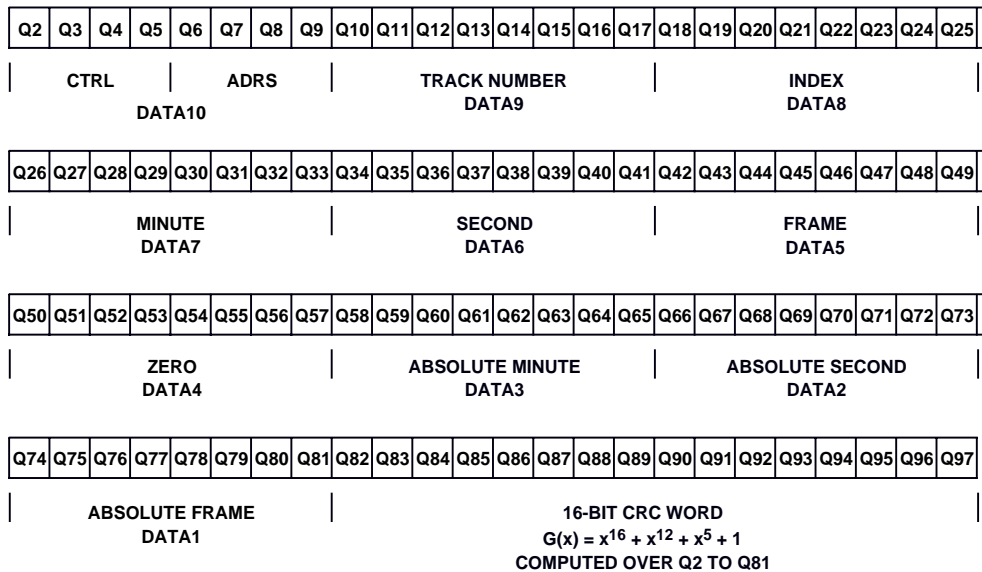 Q2 Q3 Q4 Q5 Q6 Q7 Q8 Q9 Q10 Q11 Q12 Q13 Q14 Q15 Q16 Q17 Q18 Q19 Q20 Q21 Q22 Q23 Q24 Q25
CTRL ADRS TRACK NUMBER INDEX
DATA10 DATA9 DATA8
Q26 Q27 Q28 Q29 Q30 Q31 Q32 Q33 Q34 Q35 Q36 Q37 Q38 Q39 Q40 Q41 Q42 Q43 Q44 Q45 Q46 Q47 Q48 Q49
MINUTE SECOND FRAME
DATA7 DATA6 DATA5
Q50 Q51 Q52 Q53 Q54 Q55 Q56 Q57 Q58 Q59 Q60 Q61 Q62 Q63 Q64 Q65 Q66 Q67 Q68 Q69 Q70 Q71 Q72 Q73
ZERO ABSOLUTE MINUTE ABSOLUTE SECOND
DATA4 DATA3 DATA2
Q74 Q75 Q76 Q77 Q78 Q79 Q80 Q81 Q82 Q83 Q84 Q85 Q86 Q87 Q88 Q89 Q90 Q91 Q92 Q93 Q94 Q95 Q96 Q97
ABSOLUTE FRAME 16-BIT CRC WORD
DATA1 G(x) = x^16 + x^12 + x^5 + 1
COMPUTED OVER Q2 TO Q81